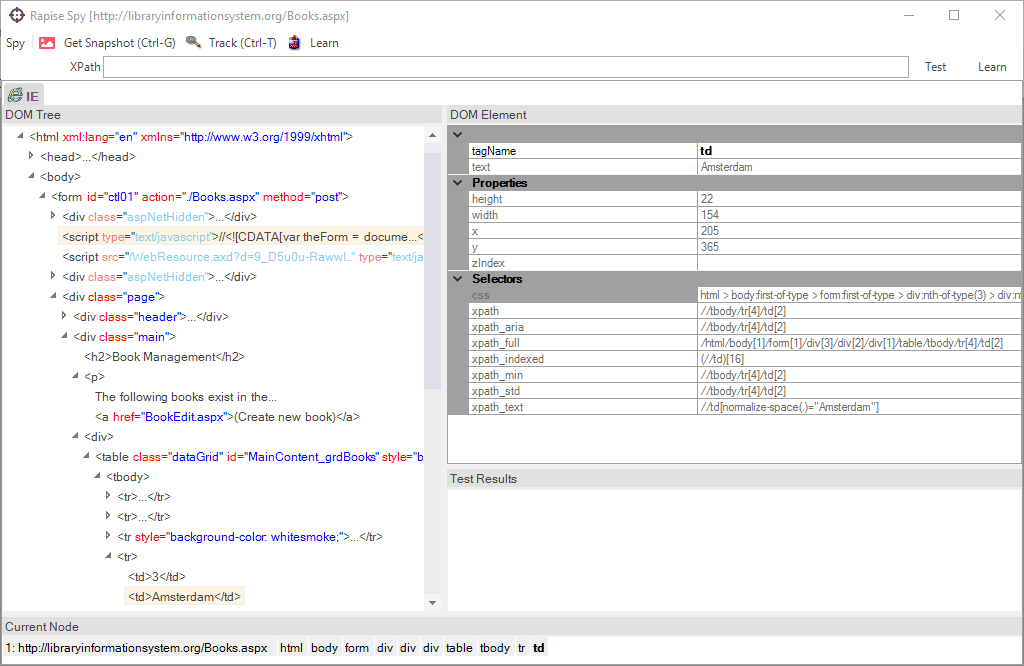 Rapise Spy [http://libraryinformationsystem.org/Books.aspx]
Spy Get Snapshot (Ctrl-G) Track (Ctrl-T) Learn
XPath Test Learn
IE
DOM Tree
<html xml:lang="en" xmlns="http://www.w3.org/1999/xhtml">
<head>...</head>
<body>
<form id="ctl01" action="./Books.aspx" method="post">
<div class="aspNetHidden">...</div>
<script type="text/javascript">//<![CDATA[var theForm = docume...<
<script src="/WebResource.axd?d=9_D5u0u-RawwI..." type="text/ja
<div class="aspNetHidden">...</div>
<div class="page">
<div class="header">...</div>
<div class="main">
<h2>Book Management</h2>
<p>
The following books exist in the...
<a href="BookEdit.aspx">(Create new book)</a>
<div>
<table class="dataGrid" id="MainContent_grdBooks" style="b
<tbody>
<tr>...</tr>
<tr>...</tr>
<tr style="background-color: whitesmoke;">...</tr>
<tr>
<td>3</td>
<td>Amsterdam</td>
DOM Element
tagName td
text Amsterdam
Properties
height 22
width 154
x 205
y 365
zIndex
Selectors
css html > body:first-of-type > form:first-of-type > div:nth-of-type(3) > div:n
xpath //tbody/tr[4]/td[2]
xpath_aria //tbody/tr[4]/td[2]
xpath_full /html/body[1]/form[1]/div[3]/div[2]/div[1]/table/tbody/tr[4]/td[2]
xpath_indexed (//td)[16]
xpath_min //tbody/tr[4]/td[2]
xpath_std //tbody/tr[4]/td[2]
xpath_text //td[normalize-space(.)="Amsterdam"]
Test Results
Current Node
1: http://libraryinformationsystem.org/Books.aspx html body form div div div table tbody tr td